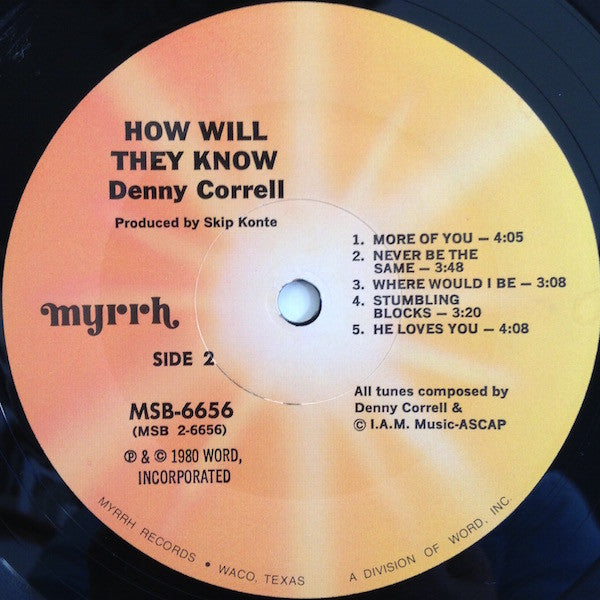 HOW WILL
THEY KNOW
Denny Correll
Produced by Skip Konte
1. MORE OF YOU – 4:05
2. NEVER BE THE
SAME – 3:48
3. WHERE WOULD I BE – 3:08
4. STUMBLING
BLOCKS – 3:20
5. HE LOVES YOU – 4:08
myrrh
SIDE 2
MSB-6656
(MSB 2-6656)
℗ & © 1980 WORD,
INCORPORATED
All tunes composed by
Denny Correll &
© I.A.M. Music-ASCAP
MYRRH RECORDS • WACO, TEXAS A DIVISION OF WORD, INC.